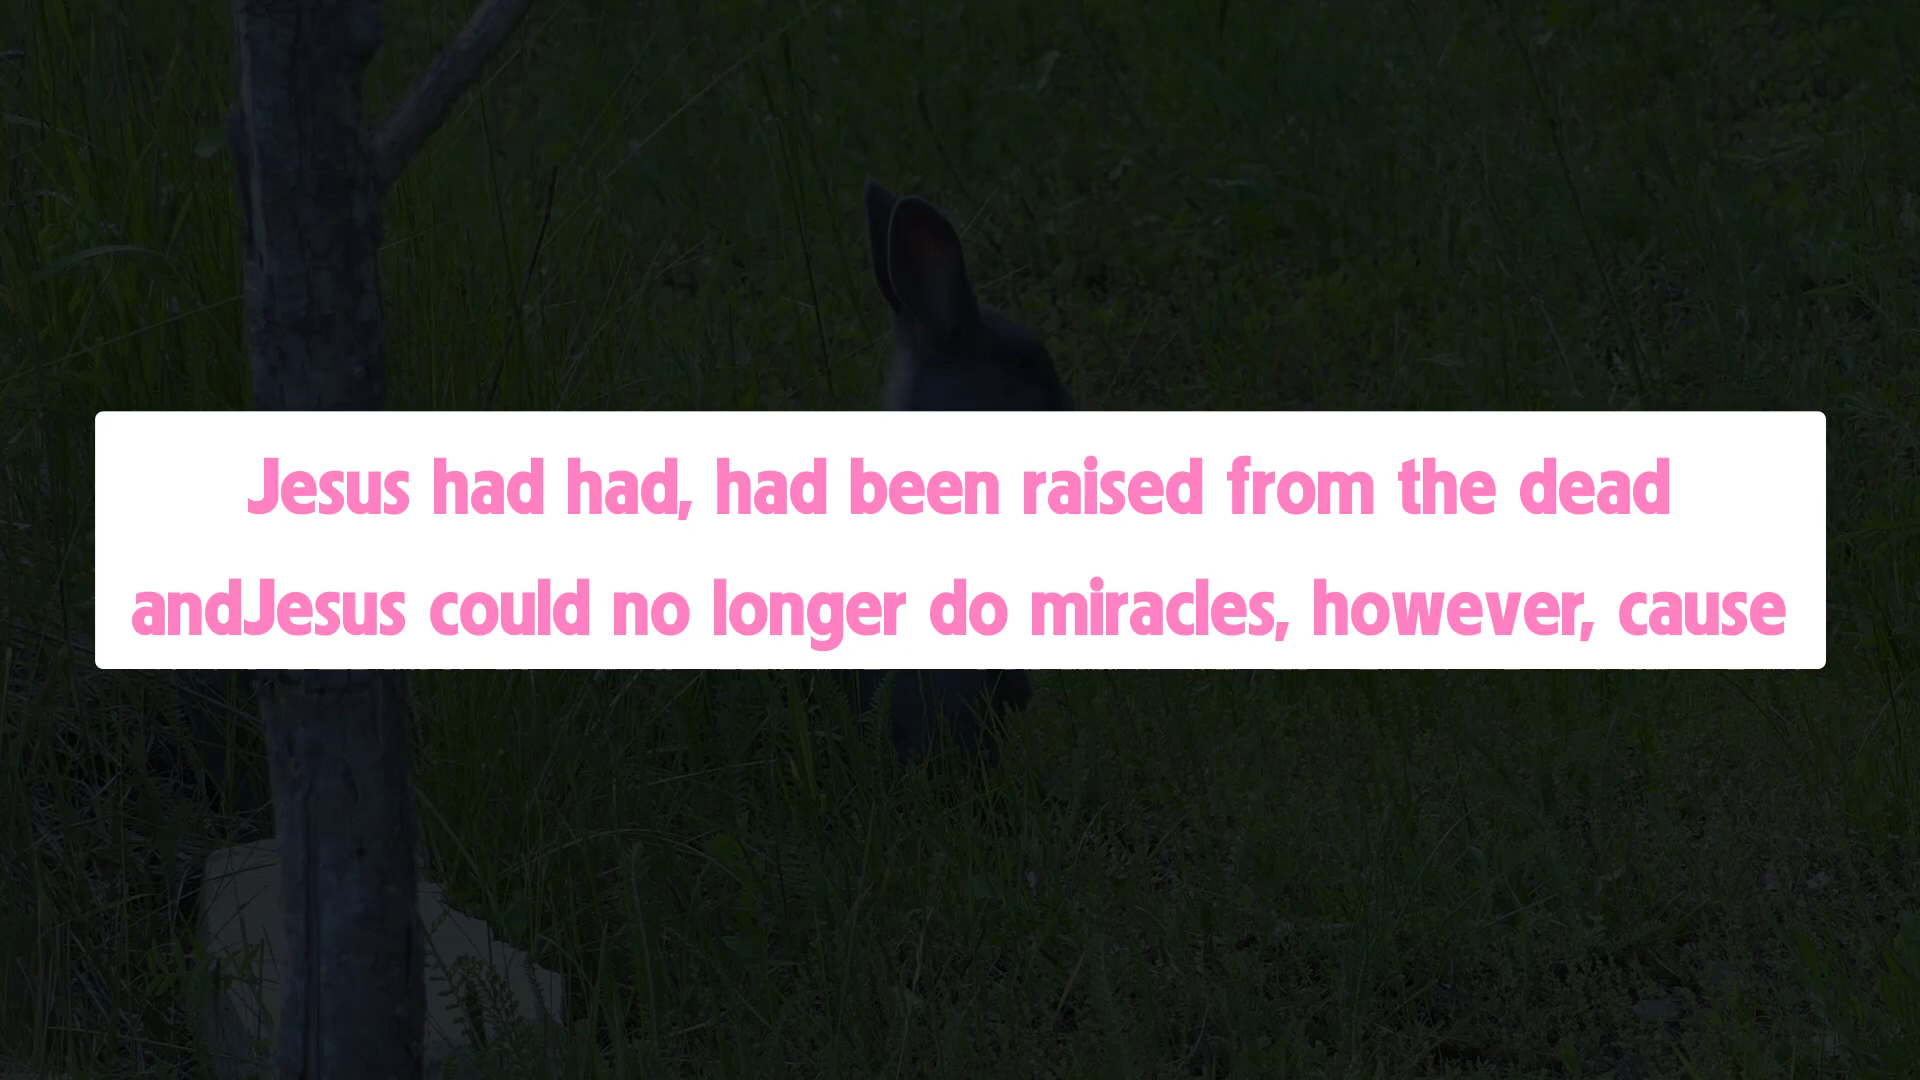 Jesus had had, had been raised from the dead
andJesus could no longer do miracles, however, cause